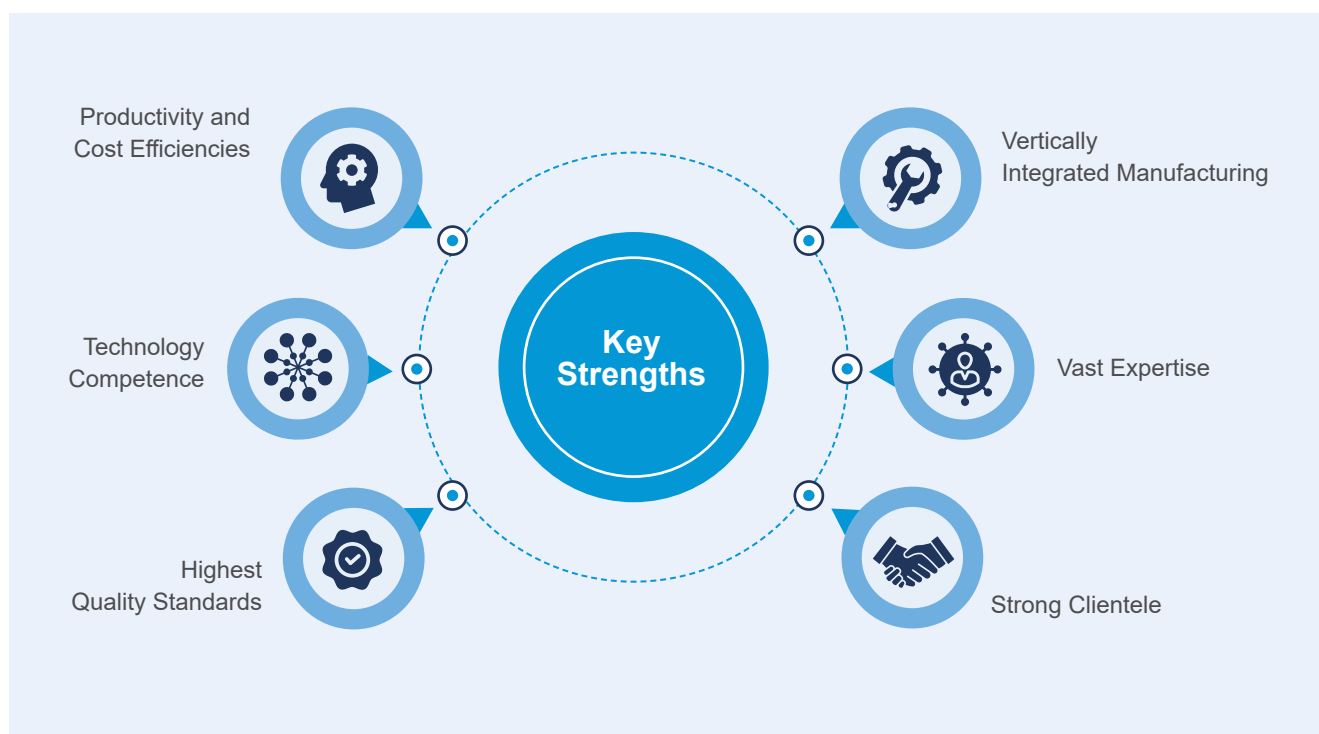 Productivity and
Cost Efficiencies
Vertically
Integrated Manufacturing
Key
Strengths
Technology
Competence
Vast Expertise
Highest
Quality Standards
Strong Clientele